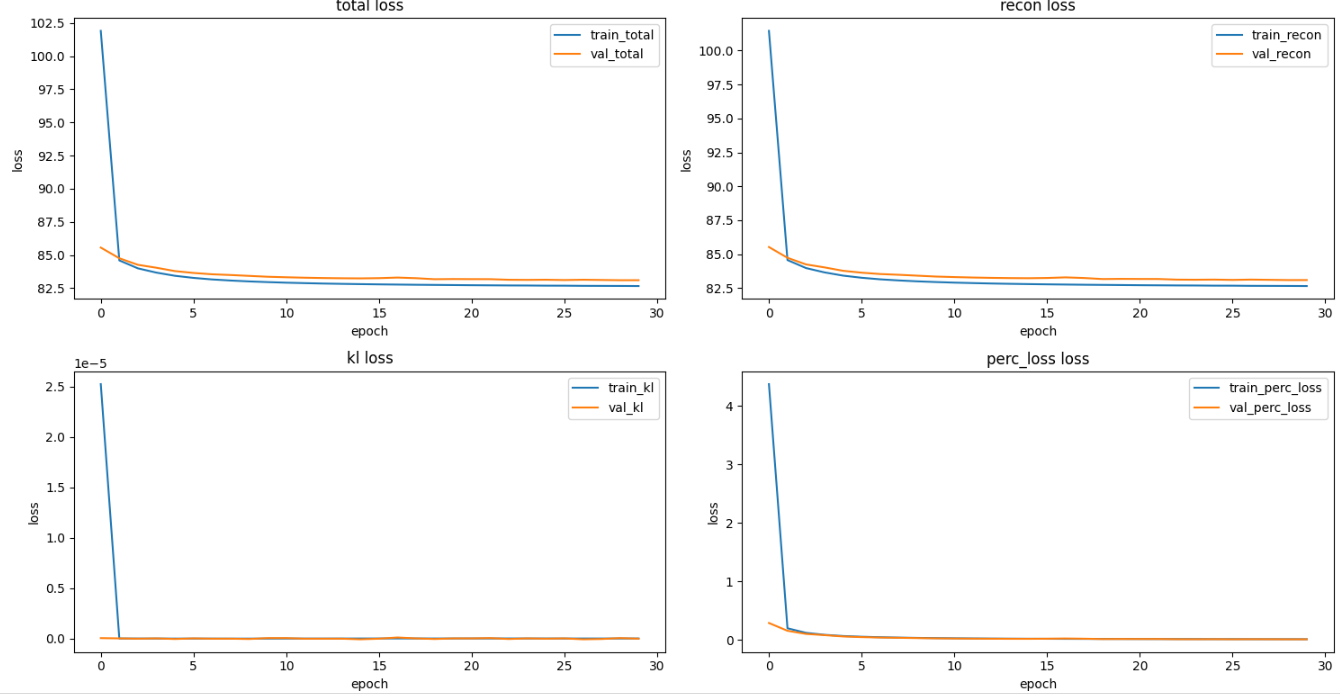 total loss
102.5
100.0
97.5
95.0
92.5
90.0
87.5
85.0
82.5
loss
train_total
val_total
0 5 10 15 20 25 30
epoch
recon loss
100.0
97.5
95.0
92.5
90.0
87.5
85.0
82.5
loss
train_recon
val_recon
0 5 10 15 20 25 30
epoch
kl loss
1e−5
2.5
2.0
1.5
1.0
0.5
0.0
loss
train_kl
val_kl
0 5 10 15 20 25 30
epoch
perc_loss loss
4
3
2
1
0
loss
train_perc_loss
val_perc_loss
0 5 10 15 20 25 30
epoch